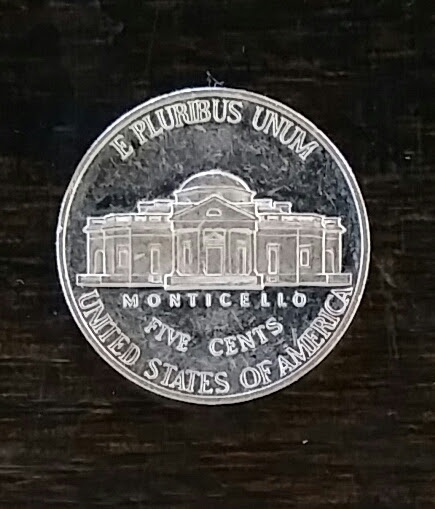 E PLURIBUS UNUM
MONTICELLO
FIVE CENTS
UNITED STATES OF AMERICA